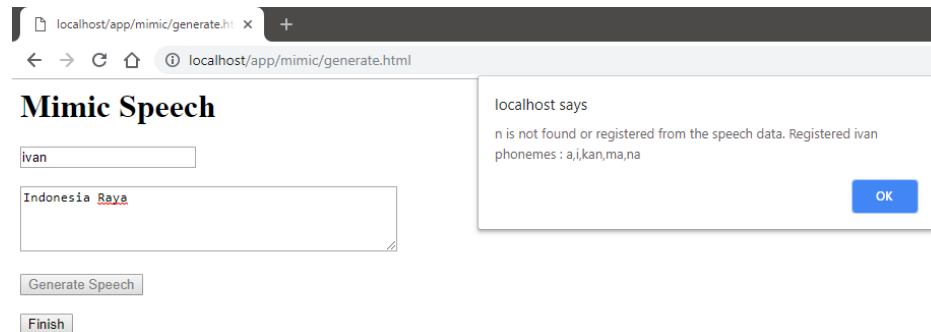 localhost/app/mimic/generate.ht
localhost/app/mimic/generate.html
Mimic Speech
ivan
Indonesia Raya
Generate Speech
Finish
localhost says
n is not found or registered from the speech data. Registered ivan
phonemes : a,i,kan,ma,na
OK